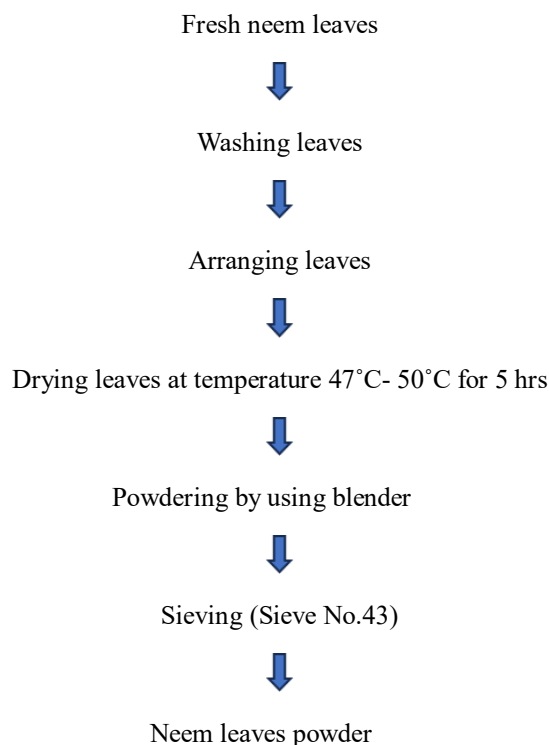 Fresh neem leaves
Washing leaves
Arranging leaves
Drying leaves at temperature 47˚C- 50˚C for 5 hrs
Powdering by using blender
Sieving (Sieve No.43)
Neem leaves powder